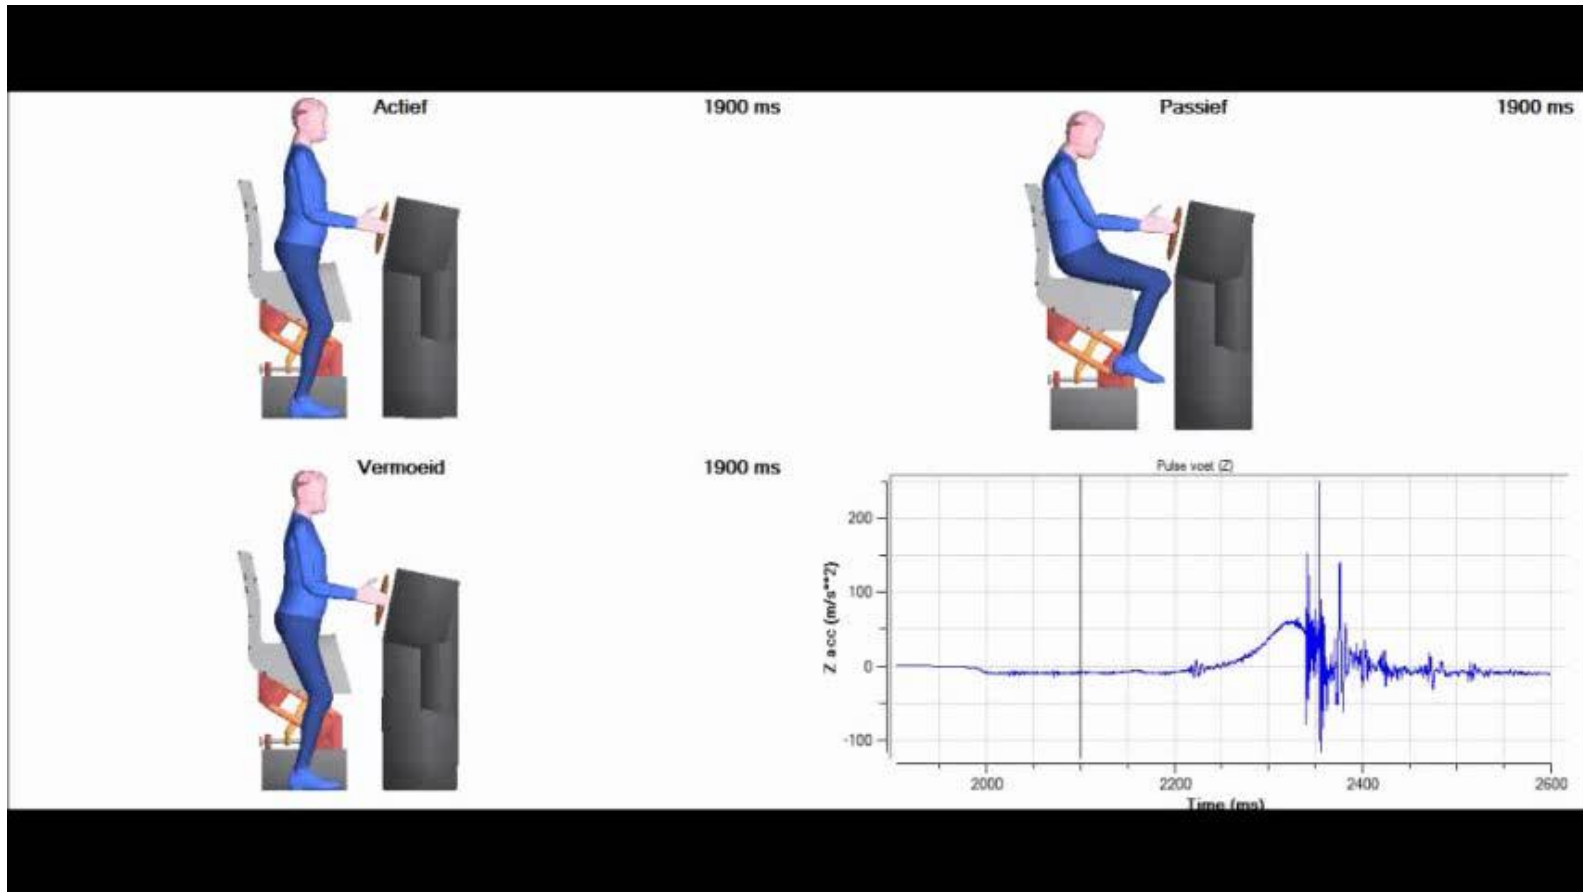 Actief
1900 ms
Passief
1900 ms
Vermoeid
1900 ms
Pulse voet (Z)
Z acc (m/s**2)
200
100
0
-100
2000
2200
2400
2600
Time (ms)